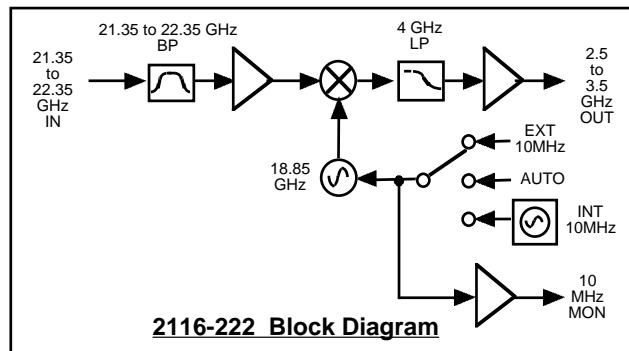 21.35 to 22.35 GHz
BP
4 GHz
LP
21.35
to
22.35
GHz
IN
2.5
to
3.5
GHz
OUT
18.85
GHz
EXT
10MHz
AUTO
INT
10MHz
10
MHz
MON
2116-222 Block Diagram